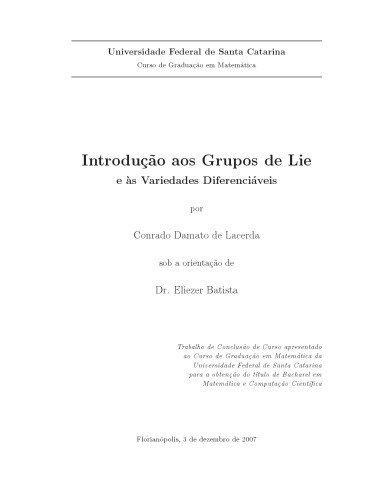 Universidade Federal de Santa Catarina
Curso de Graduação em Matemática
Introdução aos Grupos de Lie
e às Variedades Diferenciáveis
por
Conrado Damato de Lacerda
sob a orientação de
Dr. Eliezer Batista
Trabalho de Conclusão de Curso apresentado
ao Curso de Graduação em Matemática da
Universidade Federal de Santa Catarina
para a obtenção do título de Bacharel em
Matemática e Computação Científica
Florianópolis, 3 de dezembro de 2007